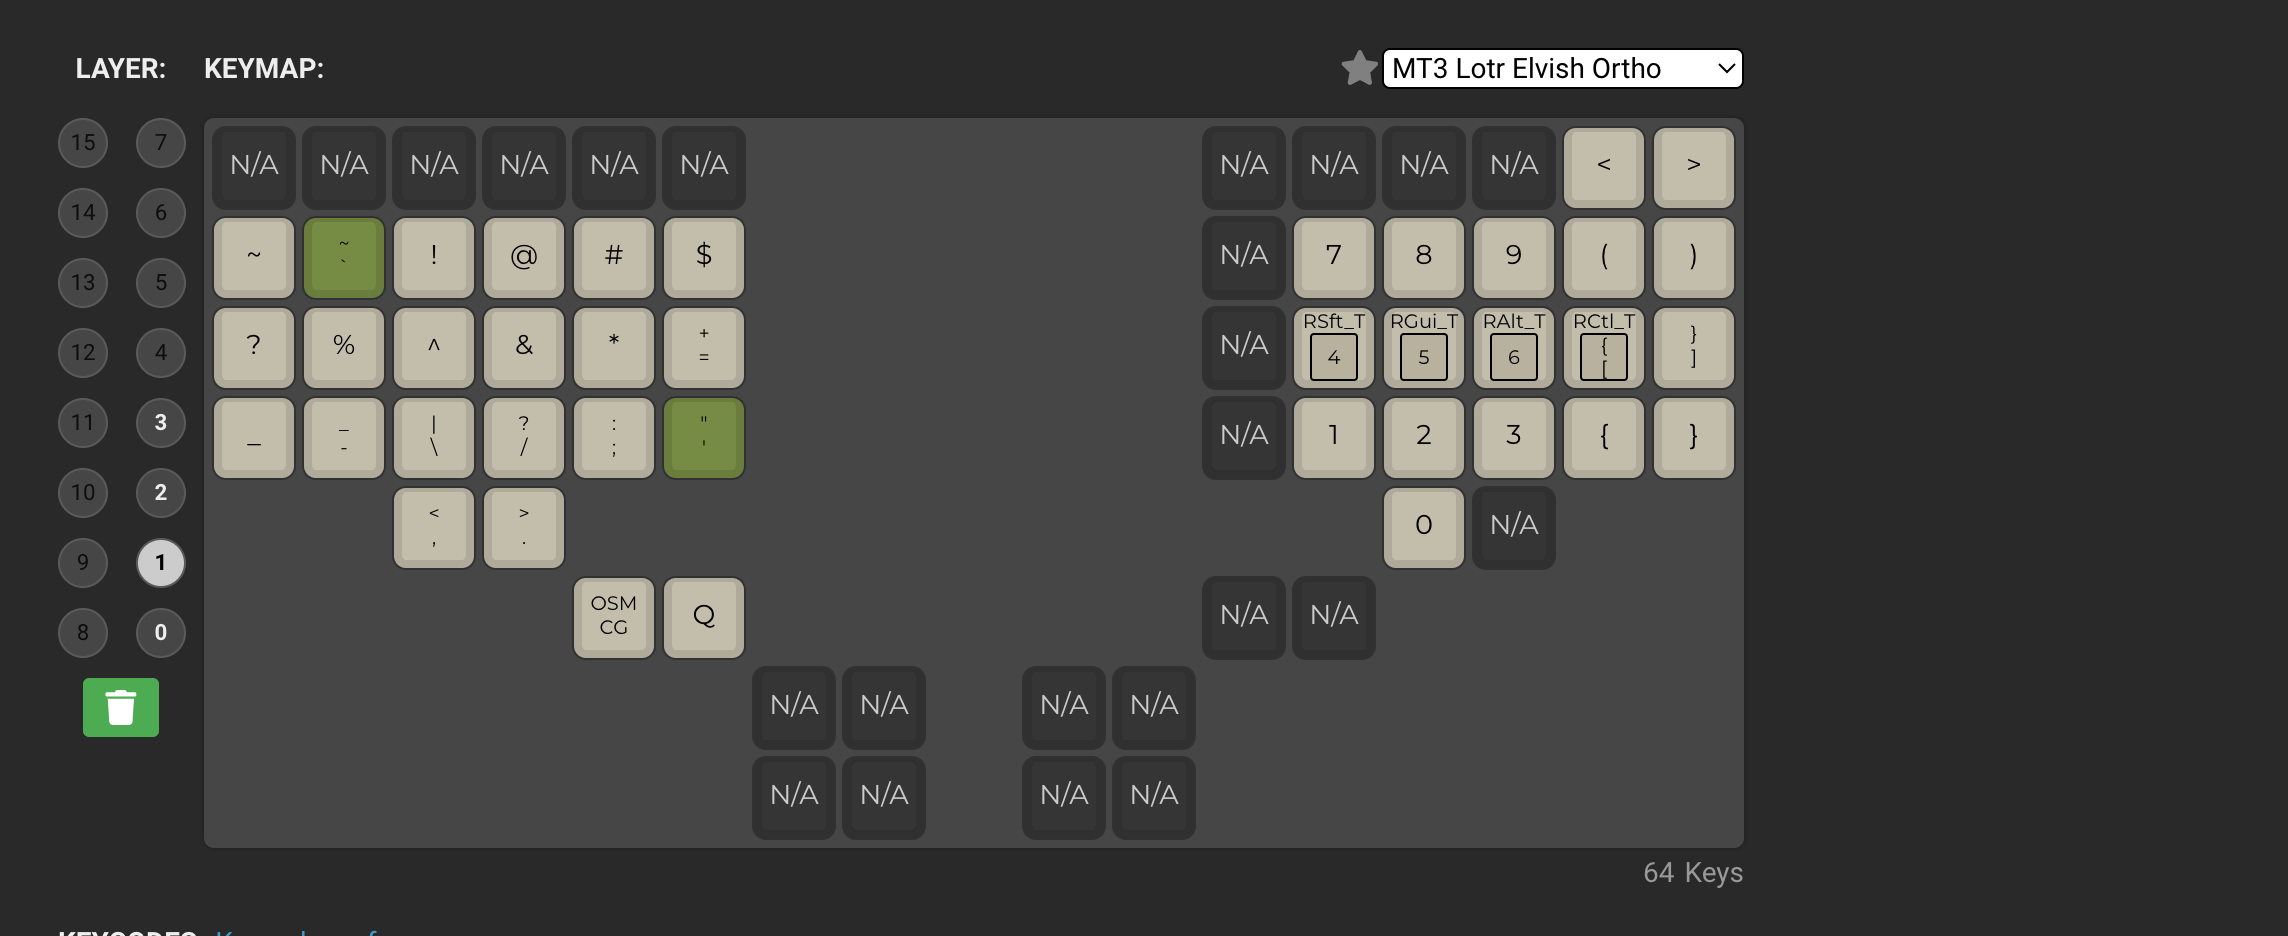 LAYER: KEYMAP: MT3 Lotr Elvish Ortho
15 7
14 6
13 5
12 4
11 3
10 2
9 1
8 0
N/A N/A N/A N/A N/A N/A N/A N/A N/A N/A < >
~ ~ ` ! @ # $ N/A 7 8 9 ( )
? % ^ & * + = N/A RSft_T 4 RGui_T 5 RAlt_T 6 RCtl_T { [ } ]
_ _ - | \ ? / : ; " ' N/A 1 2 3 { }
< , > . 0 N/A
OSM CG Q N/A N/A
N/A N/A N/A N/A
N/A N/A N/A N/A
64 Keys